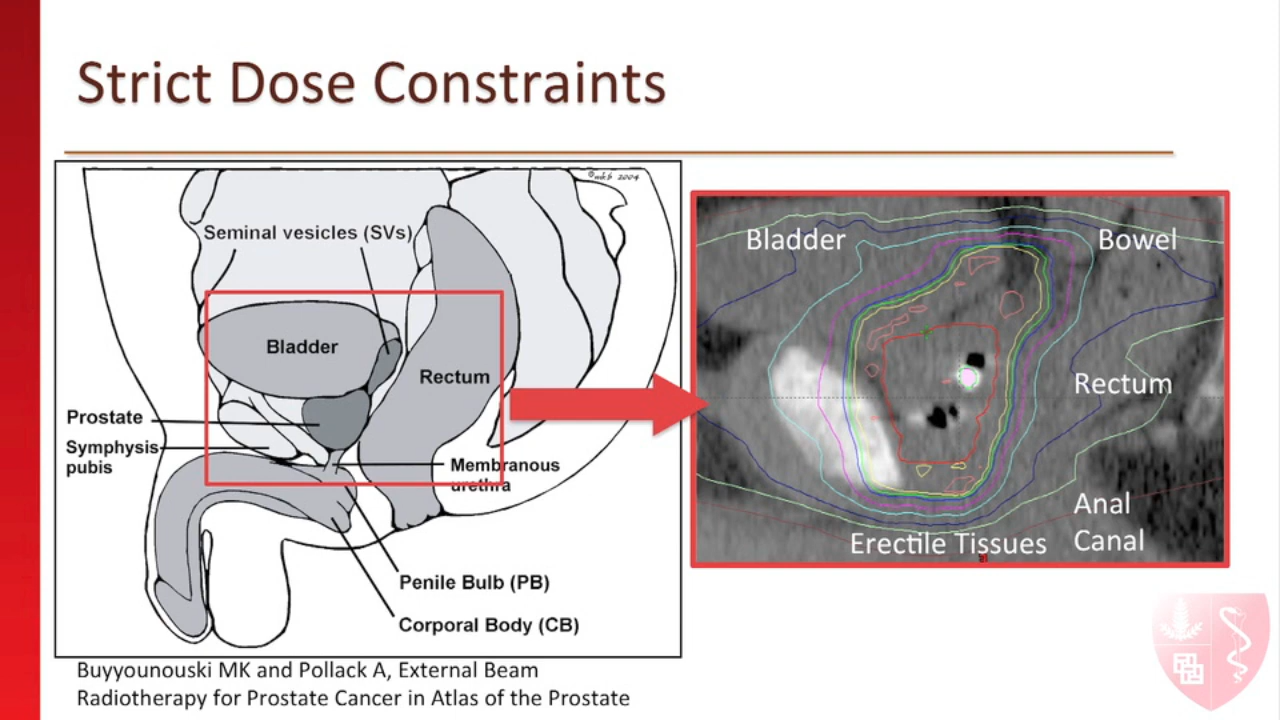 Strict Dose Constraints
©mkb 2004
Seminal vesicles (SVs)
Bladder
Rectum
Prostate
Symphysis
pubis
Membranous
urethra
Penile Bulb (PB)
Corporal Body (CB)
Bladder
Bowel
Rectum
Anal
Canal
Erectile Tissues
Buyyounouski MK and Pollack A, External Beam
Radiotherapy for Prostate Cancer in Atlas of the Prostate